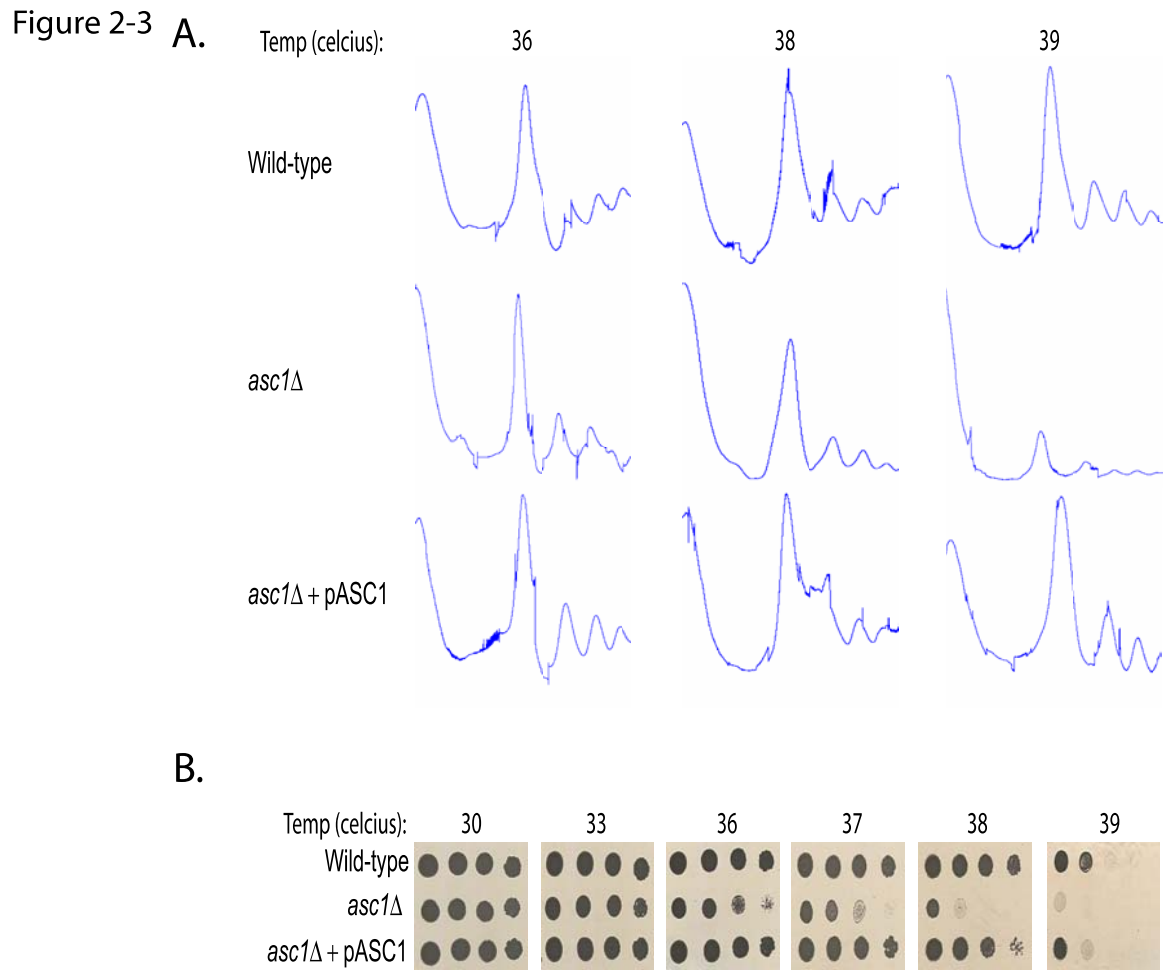 Figure 2-3
A.
Temp (celcius): 36 38 39
Wild-type
asc1Δ
asc1Δ + pASC1
B.
Temp (celcius): 30 33 36 37 38 39
Wild-type
asc1Δ
asc1Δ + pASC1